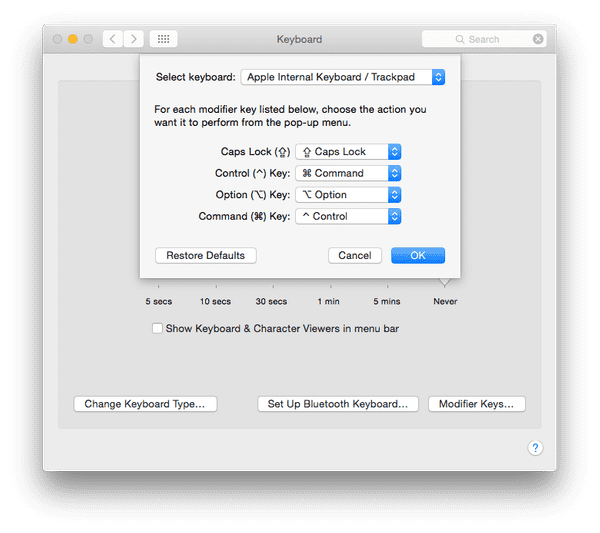 Keyboard
Search
Select keyboard: Apple Internal Keyboard / Trackpad
For each modifier key listed below, choose the action you
want it to perform from the pop-up menu.
Caps Lock (⇪) ⇪ Caps Lock
Control (^) Key: ⌘ Command
Option (⌥) Key: ⌥ Option
Command (⌘) Key: ^ Control
Restore Defaults Cancel OK
5 secs 10 secs 30 secs 1 min 5 mins Never
Show Keyboard & Character Viewers in menu bar
Change Keyboard Type... Set Up Bluetooth Keyboard... Modifier Keys...
?